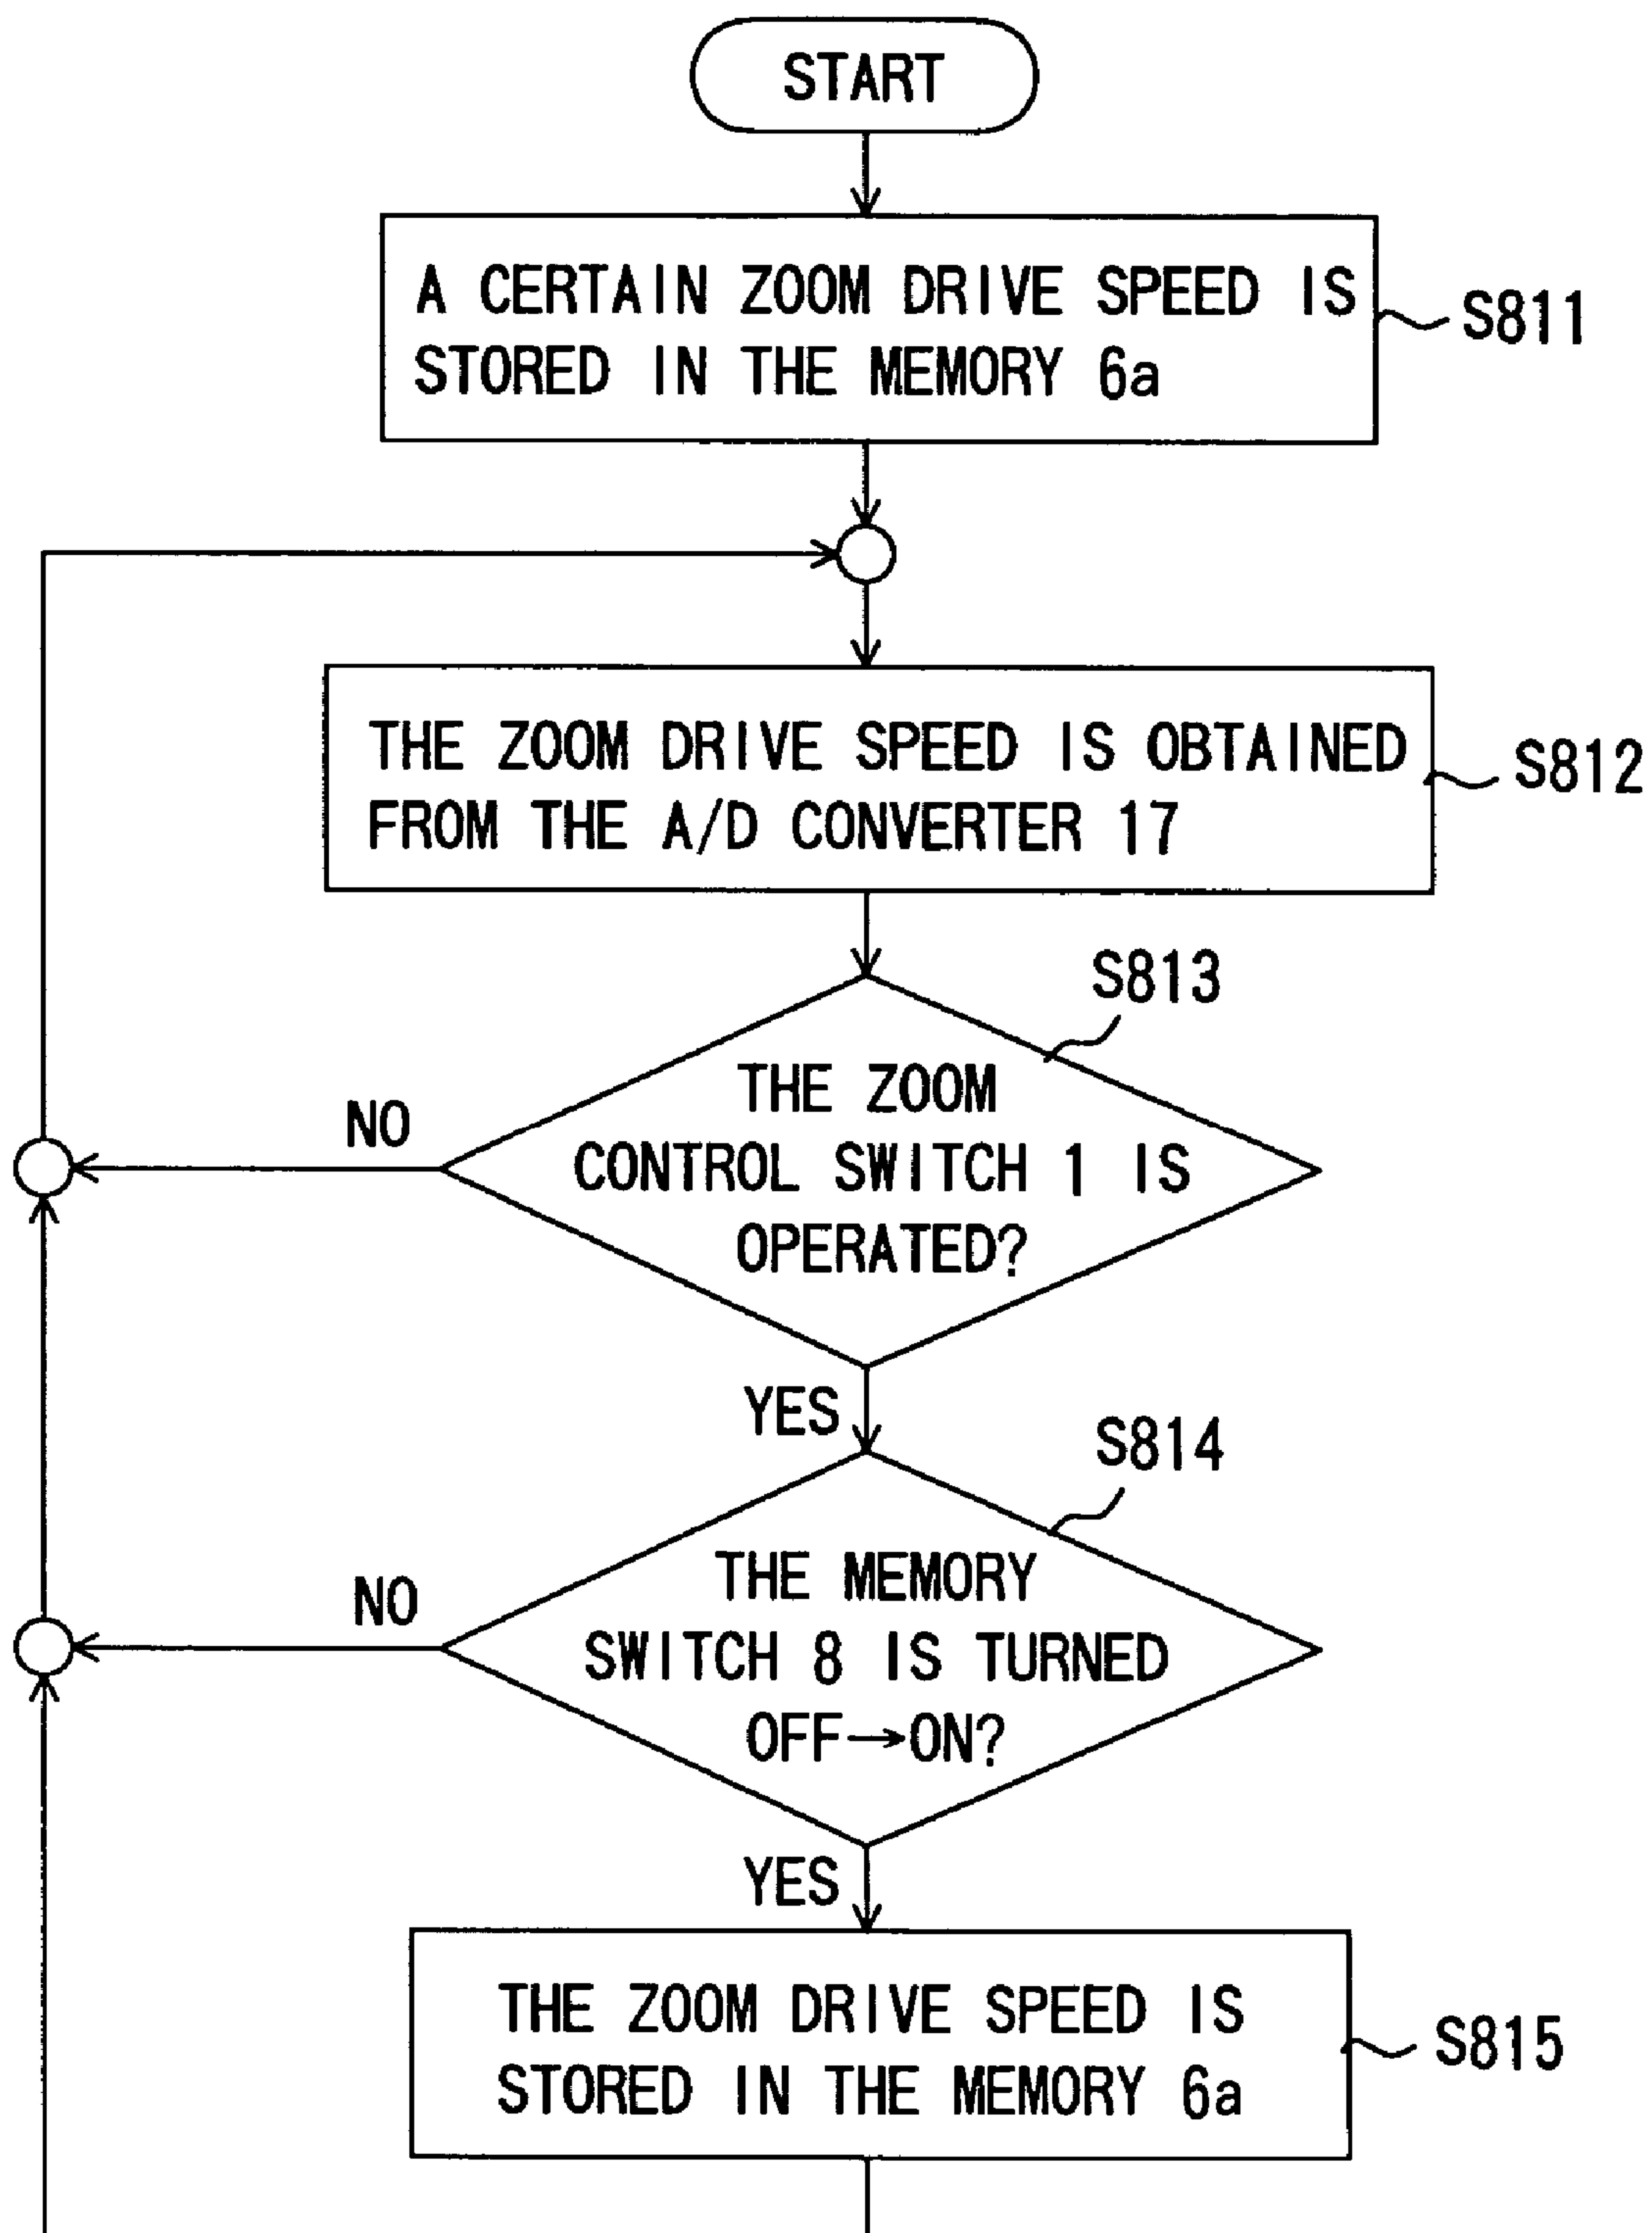 START
A CERTAIN ZOOM DRIVE SPEED IS
STORED IN THE MEMORY 6a
S811
THE ZOOM DRIVE SPEED IS OBTAINED
FROM THE A/D CONVERTER 17
S812
S813
THE ZOOM
CONTROL SWITCH 1 IS
OPERATED?
NO
YES
S814
THE MEMORY
SWITCH 8 IS TURNED
OFF→ON?
NO
YES
THE ZOOM DRIVE SPEED IS
STORED IN THE MEMORY 6a
S815